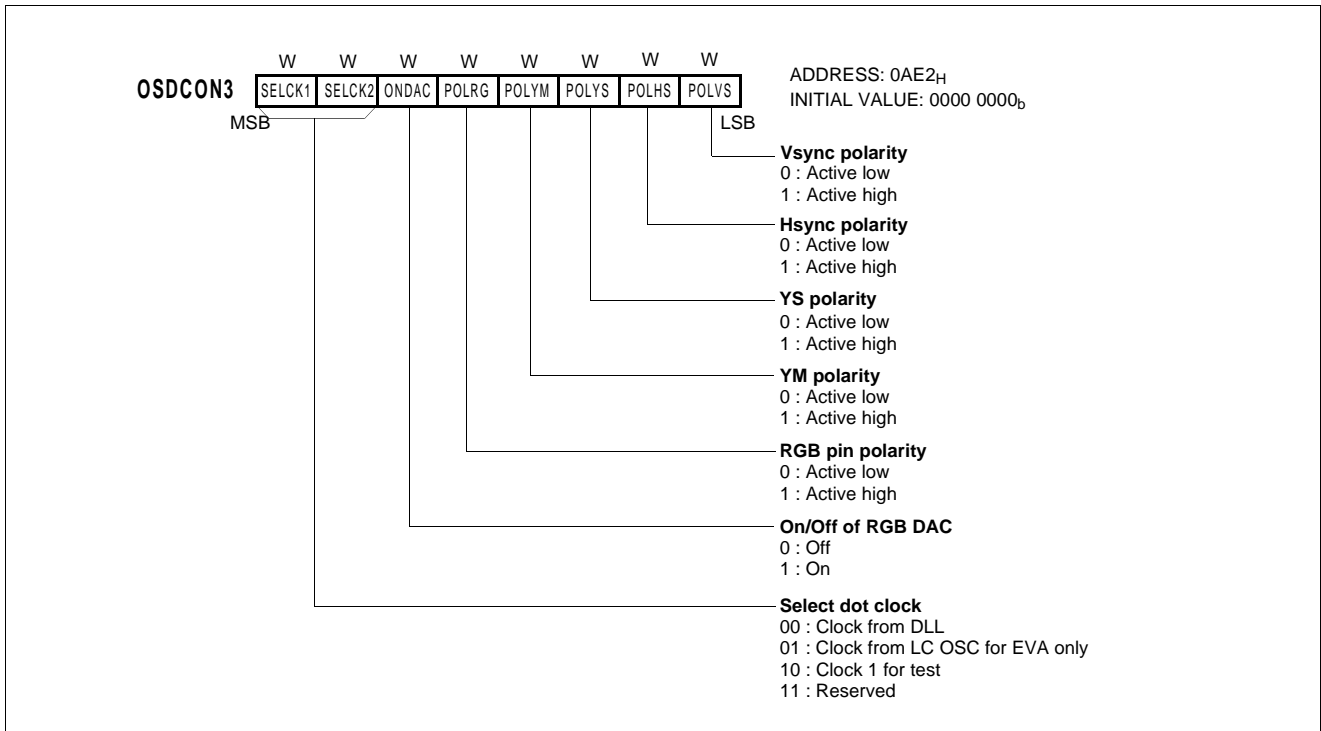 W W W W W W W W
OSDCON3 SELCK1 SELCK2 ONDAC POLRG POLYM POLYS POLHS POLVS
ADDRESS: 0AE2H
INITIAL VALUE: 0000 0000b
MSB LSB
Vsync polarity
0 : Active low
1 : Active high
Hsync polarity
0 : Active low
1 : Active high
YS polarity
0 : Active low
1 : Active high
YM polarity
0 : Active low
1 : Active high
RGB pin polarity
0 : Active low
1 : Active high
On/Off of RGB DAC
0 : Off
1 : On
Select dot clock
00 : Clock from DLL
01 : Clock from LC OSC for EVA only
10 : Clock 1 for test
11 : Reserved